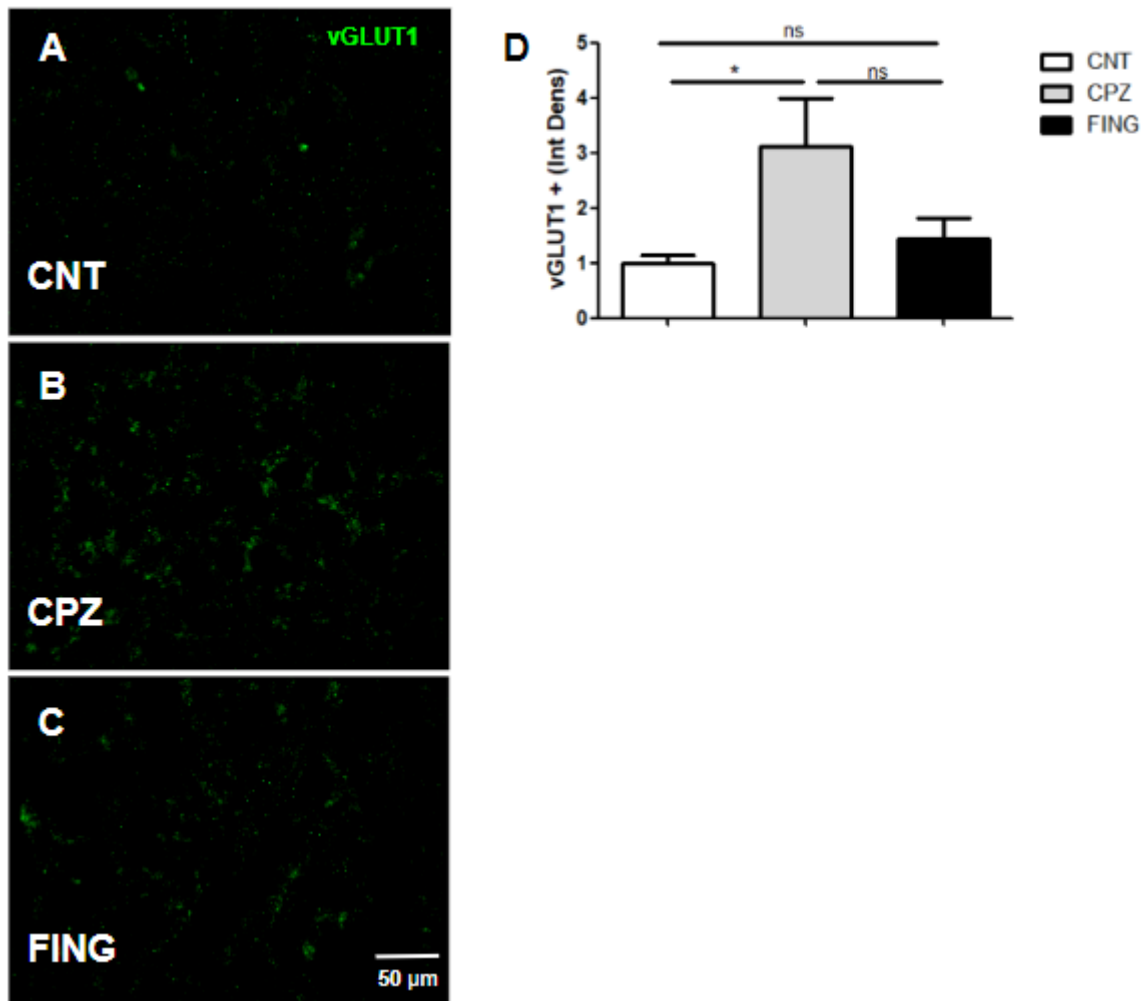 A
vGLUT1
CNT
B
CPZ
C
FING
50 µm
D
vGLUT1 + (Int Dens)
5
4
3
2
1
0
ns
*
ns
CNT
CPZ
FING